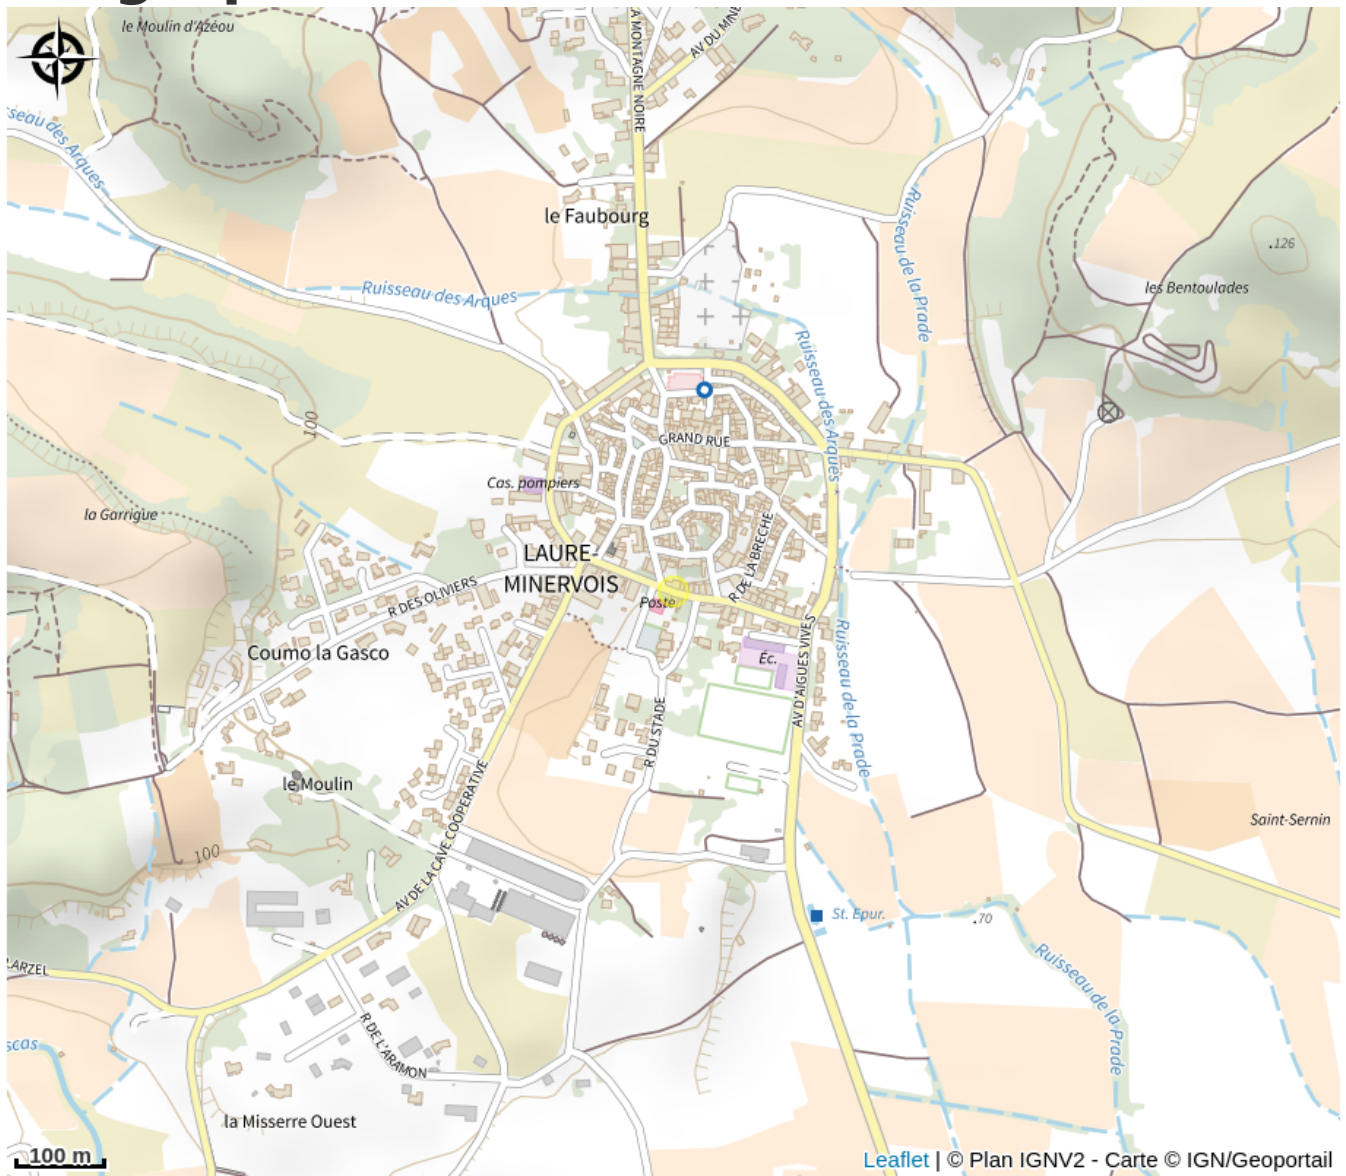 le Moulin d'Azéou
LA MONTAGNE NOIRE
AV DU MINE
sseau des Arques
le Faubourg
Ruisseau de la Prade
.126
Ruisseau des Arques
les Bentoulades
Ruisseau des Arques
100
GRAND RUE
Cas. pompiers
la Garrigue
LAURE-
MINERVOIS
R DE LA BRECHE
R DES OLIVIERS
Poste
Coumo la Gasco
Éc.
AV D'AIGUES VIVES
Ruisseau de la Prade
R DU STADE
le Moulin
AV DE LA CAVE COOPERATIVE
Saint-Sernin
100
St. Epur.
.70
LARZEL
Ruisseau de la Prade
scas
R DE L'ARAMON
la Misserre Ouest
100 m
Leaflet | © Plan IGNV2 - Carte © IGN/Geoportail